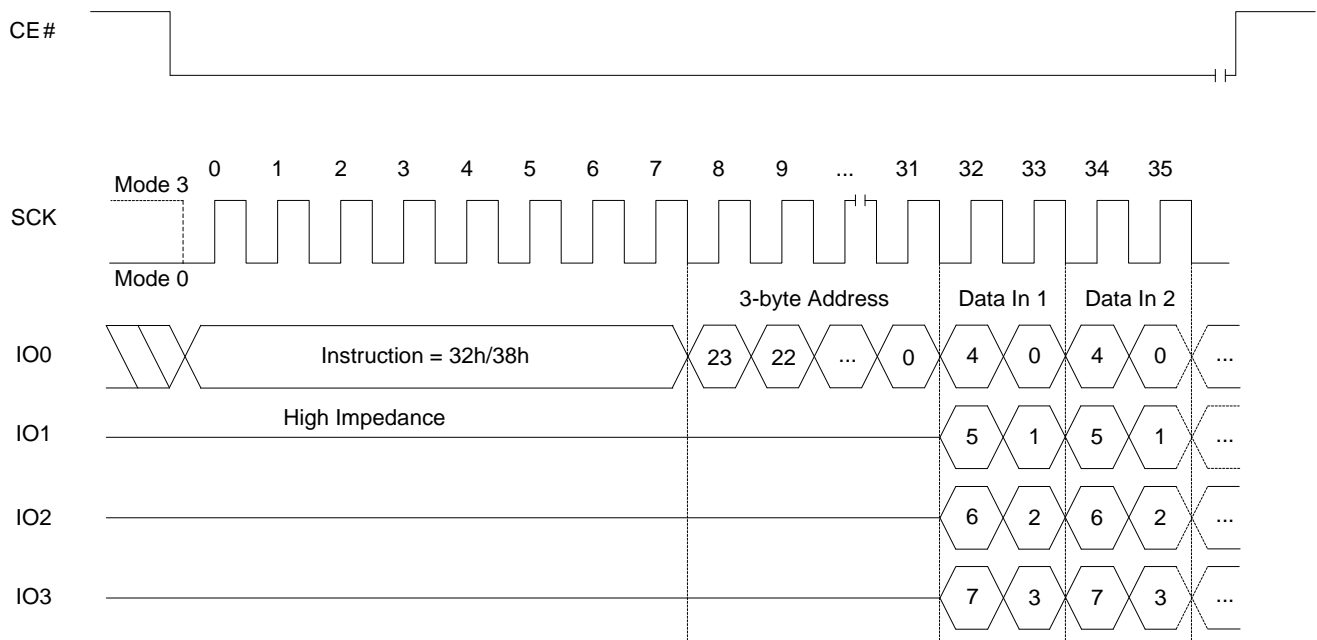 CE#
0 1 2 3 4 5 6 7 8 9 ... 31 32 33 34 35
Mode 3
SCK
Mode 0
3-byte Address Data In 1 Data In 2
IO0 Instruction = 32h/38h 23 22 ... 0 4 0 4 0 ...
High Impedance
IO1 5 1 5 1 ...
IO2 6 2 6 2 ...
IO3 7 3 7 3 ...